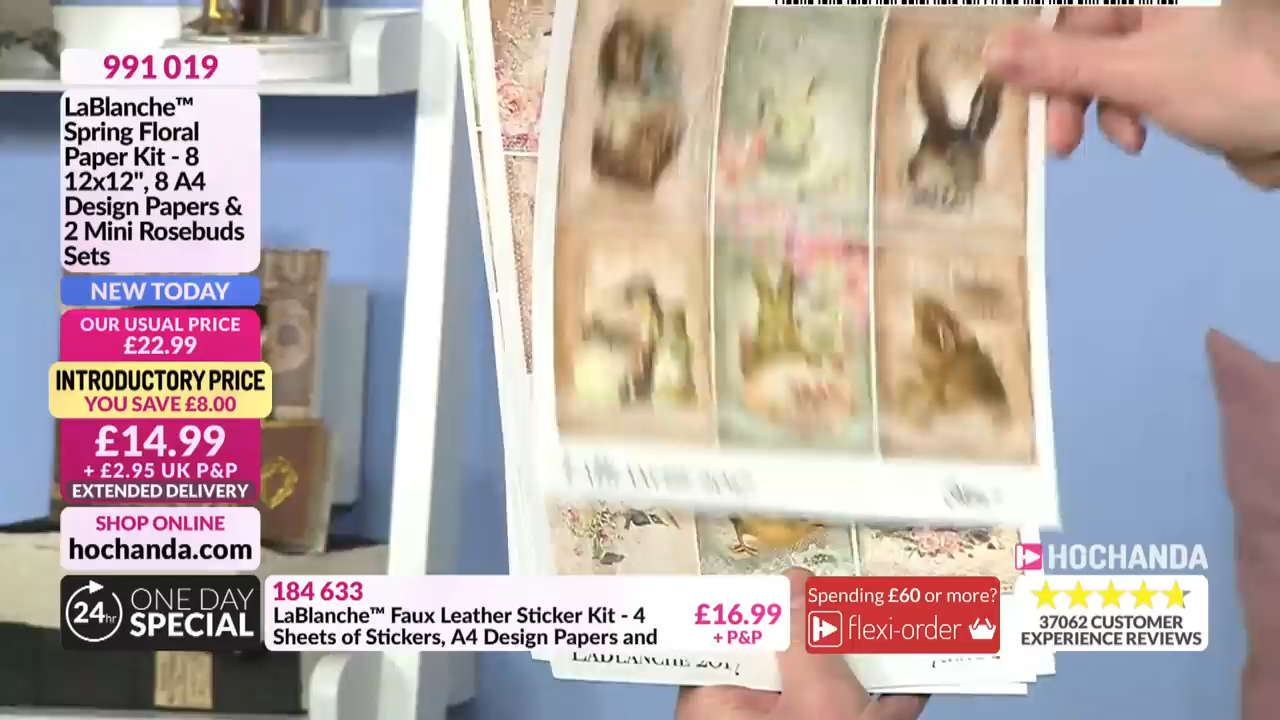 991 019
LaBlanche™
Spring Floral
Paper Kit - 8
12x12", 8 A4
Design Papers &
2 Mini Rosebuds
Sets
NEW TODAY
OUR USUAL PRICE
£22.99
INTRODUCTORY PRICE
YOU SAVE £8.00
£14.99
+ £2.95 UK P&P
EXTENDED DELIVERY
SHOP ONLINE
hochanda.com
24hr
ONE DAY
SPECIAL
184 633
LaBlanche™ Faux Leather Sticker Kit - 4
Sheets of Stickers, A4 Design Papers and
£16.99
+ P&P
Spending £60 or more?
flexi-order
HOCHANDA
37062 CUSTOMER
EXPERIENCE REVIEWS
LABLANCHE 2017